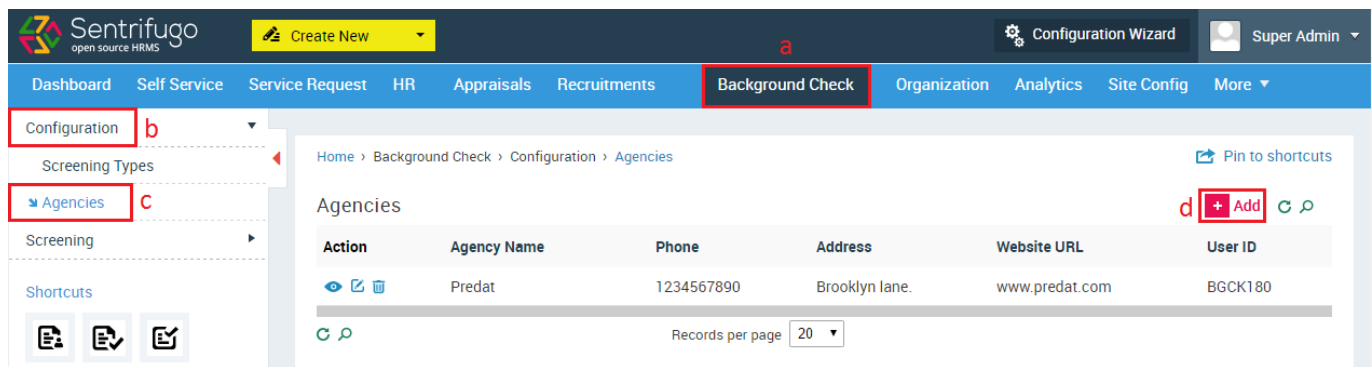 Sentrifugo
open source HRMS
Create New
a
Configuration Wizard
Super Admin
Dashboard Self Service Service Request HR Appraisals Recruitments Background Check Organization Analytics Site Config More
Configuration b
Screening Types
Agencies c
Screening
Shortcuts
Home › Background Check › Configuration › Agencies
Pin to shortcuts
Agencies
d + Add
Action Agency Name Phone Address Website URL User ID
Predat 1234567890 Brooklyn lane. www.predat.com BGCK180
Records per page 20